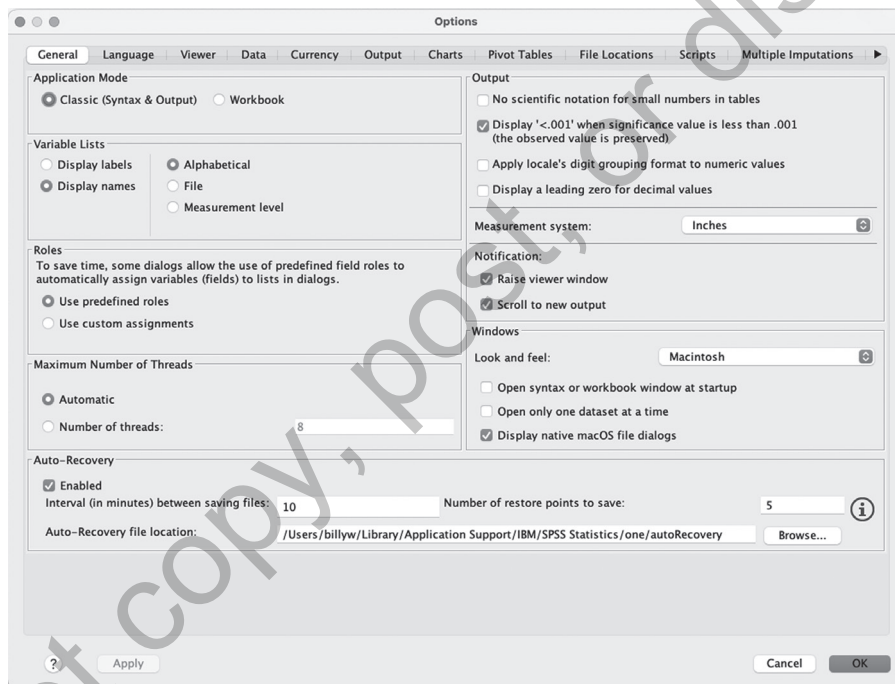 Options
General Language Viewer Data Currency Output Charts Pivot Tables File Locations Scripts Multiple Imputations
Application Mode
Classic (Syntax & Output) Workbook
Variable Lists
Display labels Alphabetical
Display names File
Measurement level
Roles
To save time, some dialogs allow the use of predefined field roles to
automatically assign variables (fields) to lists in dialogs.
Use predefined roles
Use custom assignments
Maximum Number of Threads
Automatic
Number of threads: 8
Output
No scientific notation for small numbers in tables
Display '<.001' when significance value is less than .001
(the observed value is preserved)
Apply locale's digit grouping format to numeric values
Display a leading zero for decimal values
Measurement system: Inches
Notification:
Raise viewer window
Scroll to new output
Windows
Look and feel: Macintosh
Open syntax or workbook window at startup
Open only one dataset at a time
Display native macOS file dialogs
Auto-Recovery
Enabled
Interval (in minutes) between saving files: 10 Number of restore points to save: 5
Auto-Recovery file location: /Users/billyw/Library/Application Support/IBM/SPSS Statistics/one/autoRecovery Browse...
? Apply Cancel OK
copy, post, or